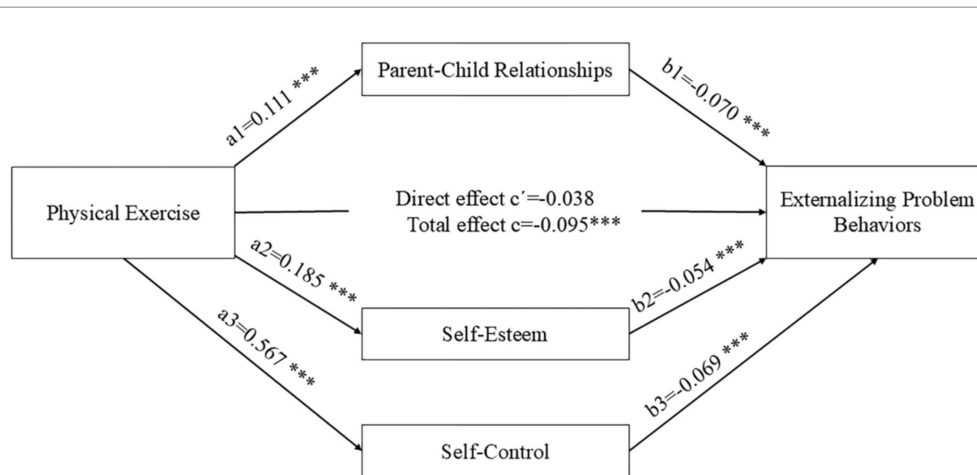 Parent-Child Relationships
a1=0.111 ***
b1=-0.070 ***
Physical Exercise
Direct effect c´=-0.038
Total effect c=-0.095***
Externalizing Problem
Behaviors
a2=0.185 ***
b2=-0.054 ***
Self-Esteem
a3=0.567 ***
b3=-0.069 ***
Self-Control